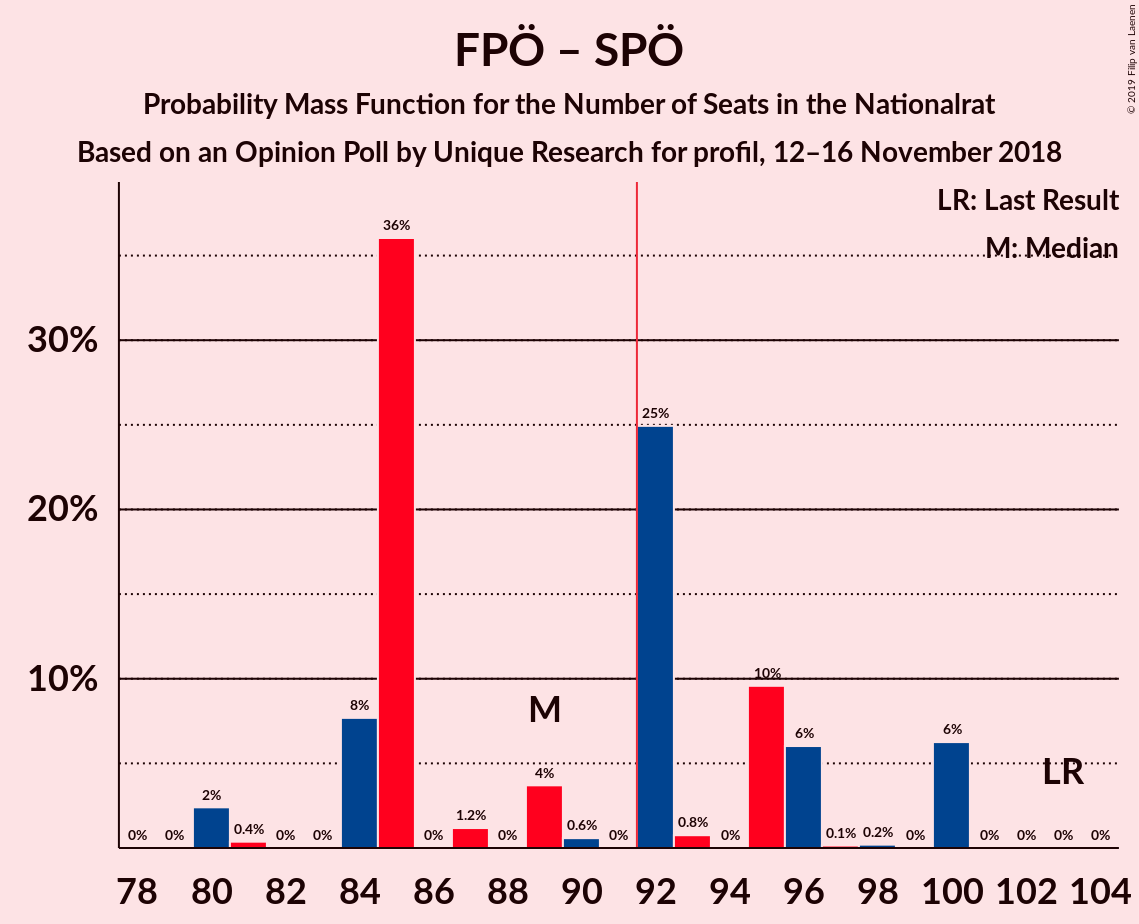 FPÖ – SPÖ
Probability Mass Function for the Number of Seats in the Nationalrat
Based on an Opinion Poll by Unique Research for profil, 12–16 November 2018
© 2019 Filip van Laenen
LR: Last Result
M: Median
30%
20%
10%
0% 0% 2% 0.4% 0% 0% 8% 36% 0% 1.2% 0% 4% 0.6% 0% 25% 0.8% 0% 10% 6% 0.1% 0.2% 0% 6% 0% 0% 0% 0%
M
LR
78 80 82 84 86 88 90 92 94 96 98 100 102 104